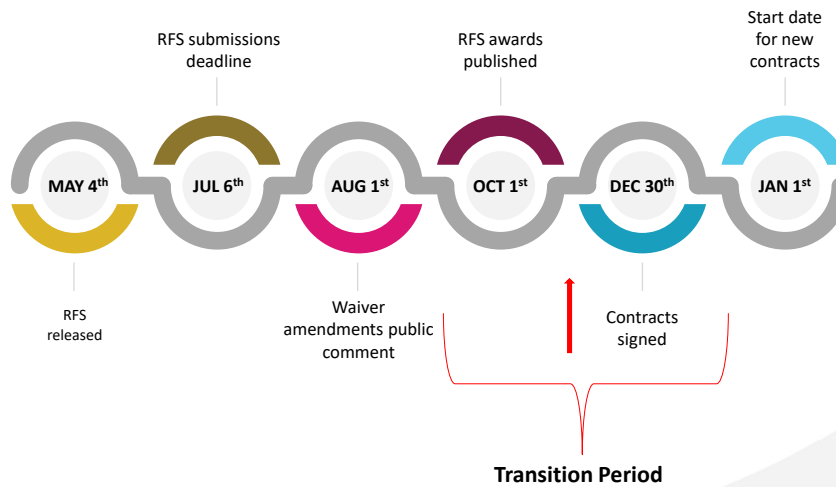 RFS submissions
deadline
RFS awards
published
Start date
for new
contracts
MAY 4th
JUL 6th
AUG 1st
OCT 1st
DEC 30th
JAN 1st
RFS
released
Waiver
amendments public
comment
Contracts
signed
Transition Period